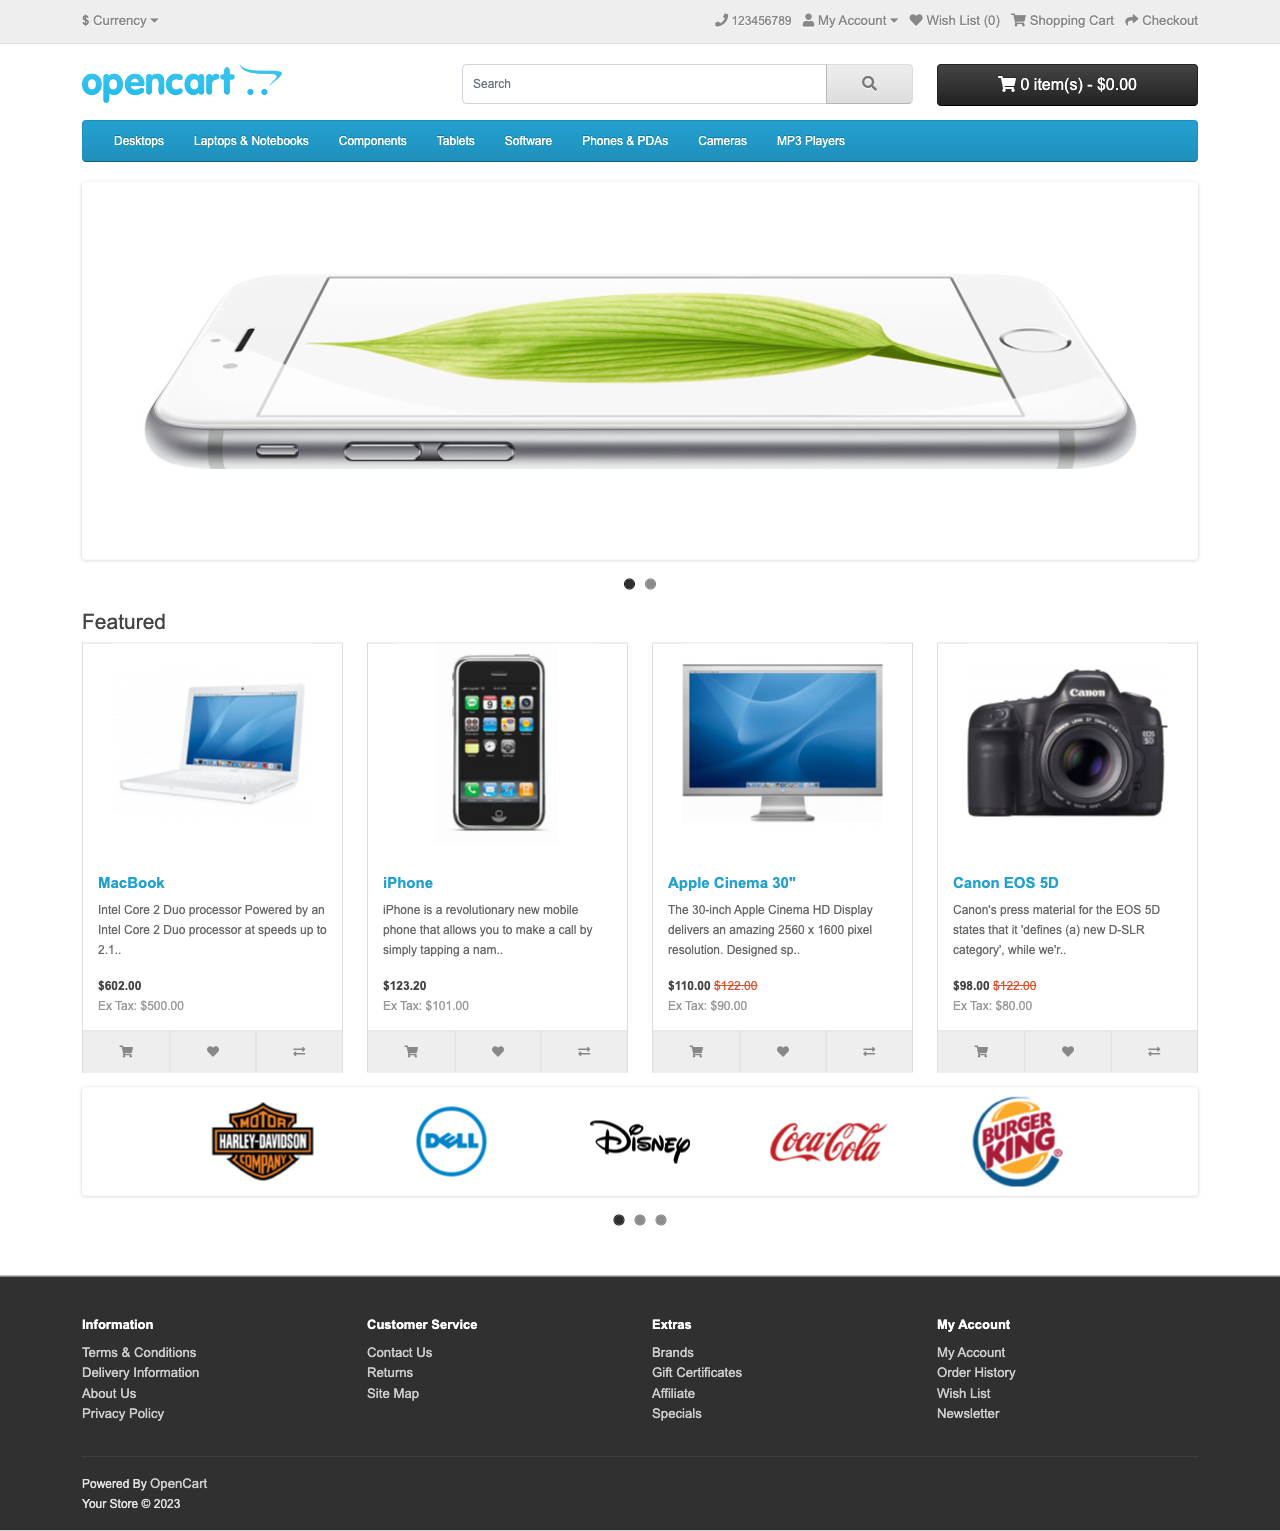 $ Currency
123456789 My Account Wish List (0) Shopping Cart Checkout
opencart
Search
0 item(s) - $0.00
Desktops Laptops & Notebooks Components Tablets Software Phones & PDAs Cameras MP3 Players
Featured
Canon
MacBook
Intel Core 2 Duo processor Powered by an
Intel Core 2 Duo processor at speeds up to
2.1..
$602.00
Ex Tax: $500.00
iPhone
iPhone is a revolutionary new mobile
phone that allows you to make a call by
simply tapping a nam..
$123.20
Ex Tax: $101.00
Apple Cinema 30"
The 30-inch Apple Cinema HD Display
delivers an amazing 2560 x 1600 pixel
resolution. Designed sp..
$110.00 $122.00
Ex Tax: $90.00
Canon EOS 5D
Canon's press material for the EOS 5D
states that it 'defines (a) new D-SLR
category', while we'r..
$98.00 $122.00
Ex Tax: $80.00
MOTOR
HARLEY-DAVIDSON
COMPANY
DELL
Disney
Coca-Cola
BURGER
KING
Information
Terms & Conditions
Delivery Information
About Us
Privacy Policy
Customer Service
Contact Us
Returns
Site Map
Extras
Brands
Gift Certificates
Affiliate
Specials
My Account
My Account
Order History
Wish List
Newsletter
Powered By OpenCart
Your Store © 2023